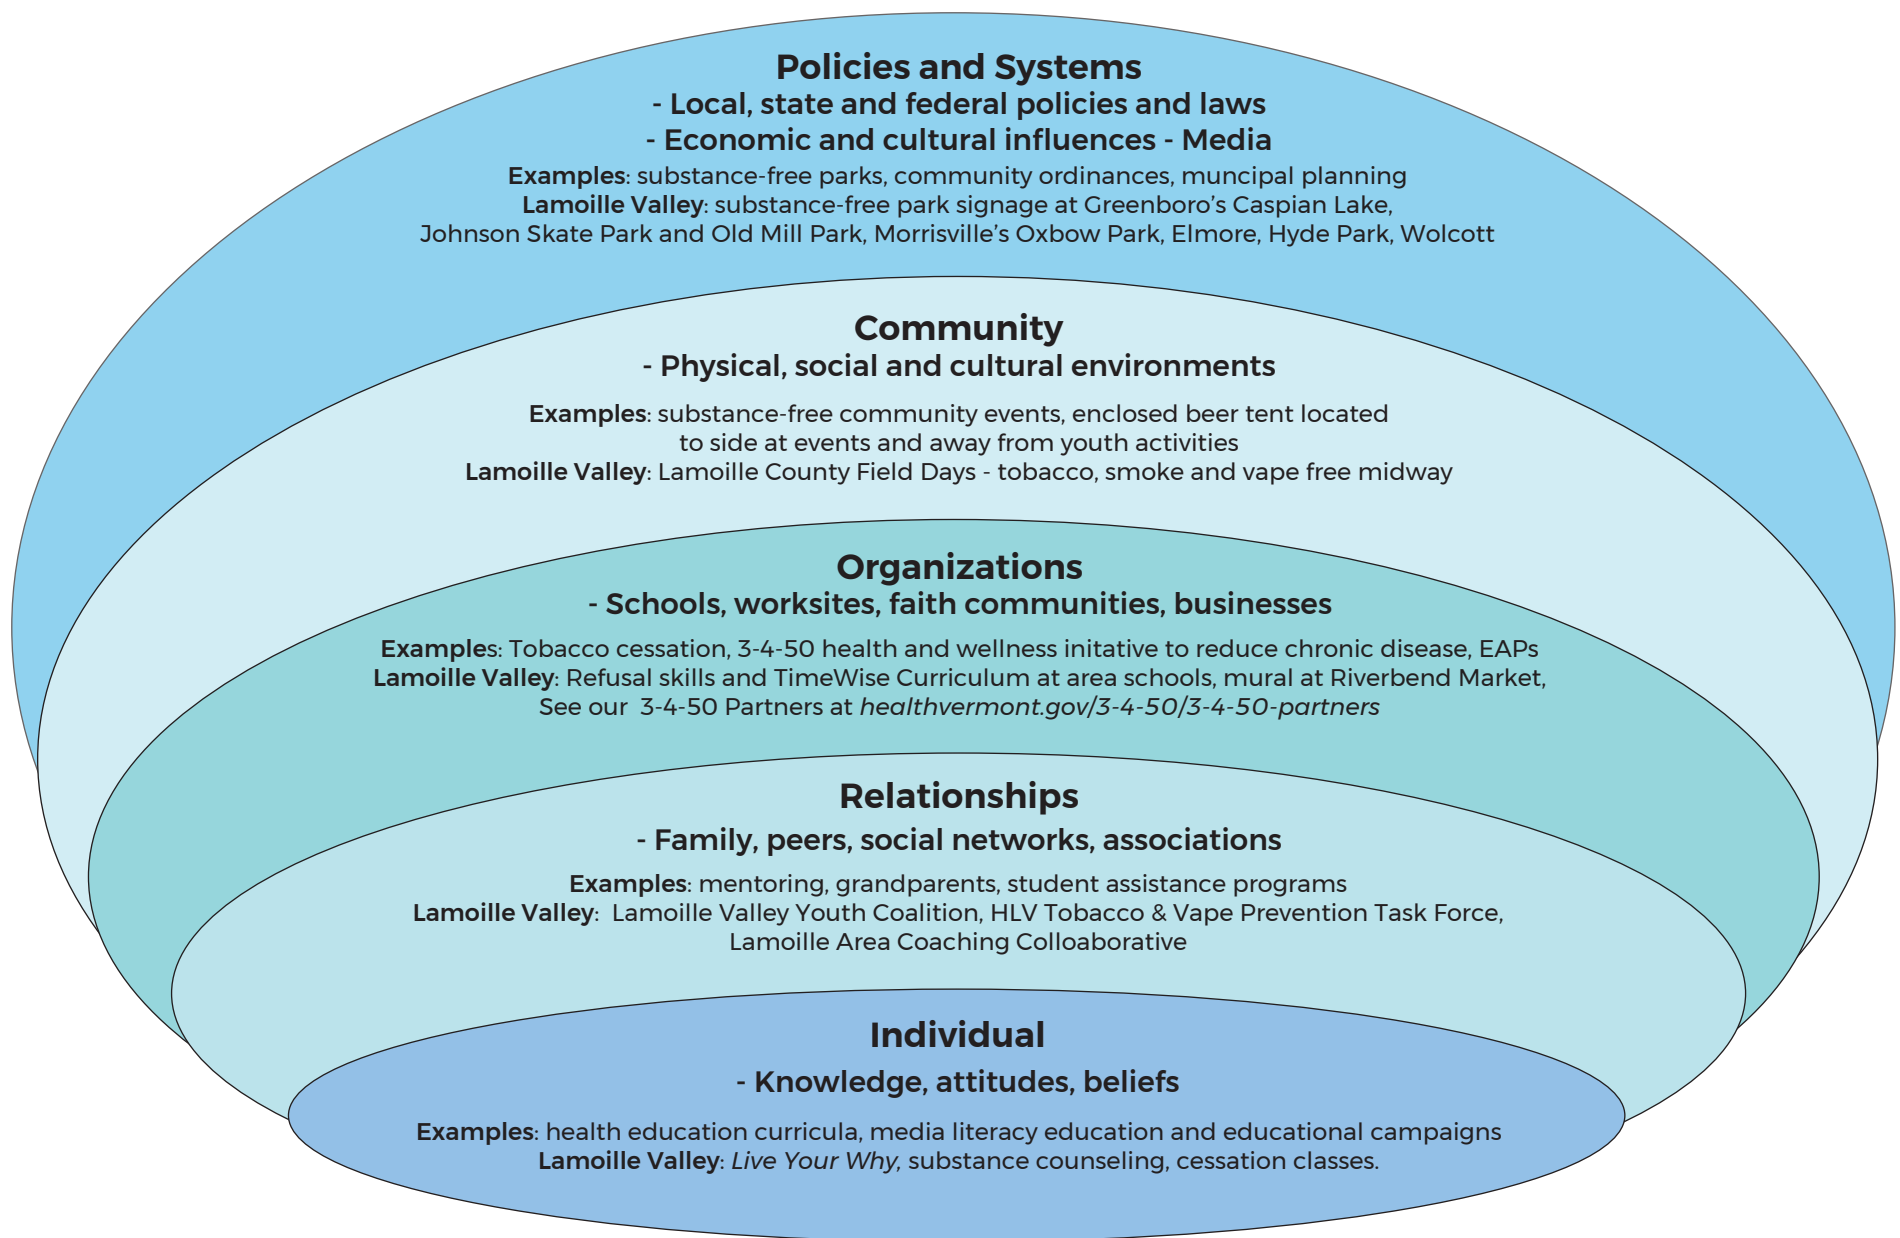 Policies and Systems
- Local, state and federal policies and laws
- Economic and cultural influences - Media
Examples: substance-free parks, community ordinances, muncipal planning
Lamoille Valley: substance-free park signage at Greenboro’s Caspian Lake,
Johnson Skate Park and Old Mill Park, Morrisville’s Oxbow Park, Elmore, Hyde Park, Wolcott
Community
- Physical, social and cultural environments
Examples: substance-free community events, enclosed beer tent located
to side at events and away from youth activities
Lamoille Valley: Lamoille County Field Days - tobacco, smoke and vape free midway
Organizations
- Schools, worksites, faith communities, businesses
Examples: Tobacco cessation, 3-4-50 health and wellness initative to reduce chronic disease, EAPs
Lamoille Valley: Refusal skills and TimeWise Curriculum at area schools, mural at Riverbend Market,
See our 3-4-50 Partners at healthvermont.gov/3-4-50/3-4-50-partners
Relationships
- Family, peers, social networks, associations
Examples: mentoring, grandparents, student assistance programs
Lamoille Valley: Lamoille Valley Youth Coalition, HLV Tobacco & Vape Prevention Task Force,
Lamoille Area Coaching Colloaborative
Individual
- Knowledge, attitudes, beliefs
Examples: health education curricula, media literacy education and educational campaigns
Lamoille Valley: Live Your Why, substance counseling, cessation classes.